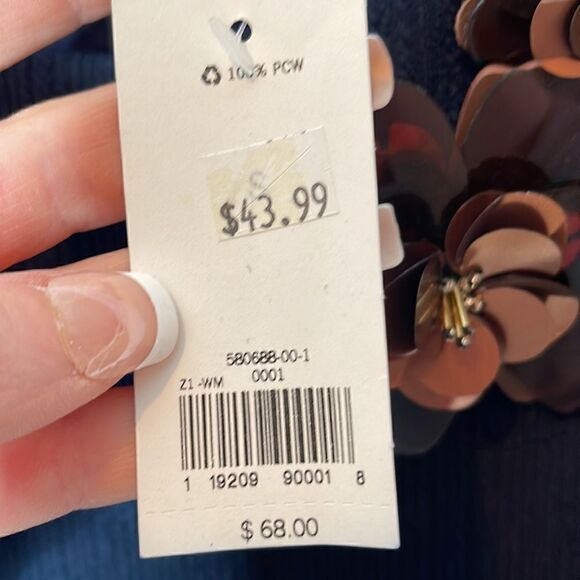 100% PCW
S
$43.99
580688-00-1
Z1-WM 0001
1 19209 90001 8
$ 68.00